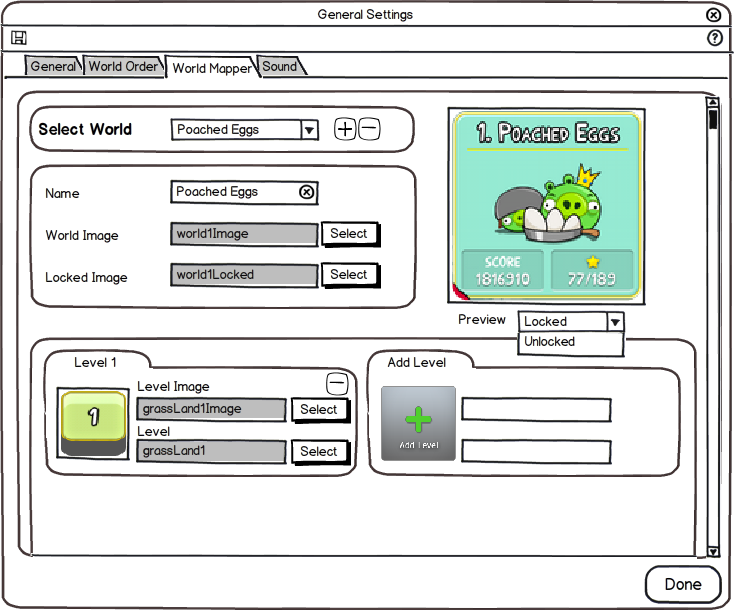 General Settings
General
World Order
World Mapper
Sound
Select World
Poached Eggs
Name
Poached Eggs
World Image
world1Image
Select
Locked Image
world1Locked
Select
1. POACHED EGGS
SCORE
1816910
77/189
Preview
Locked
Unlocked
Level 1
1
Level Image
grassLand1Image
Select
Level
grassLand1
Select
Add Level
Add Level
Done